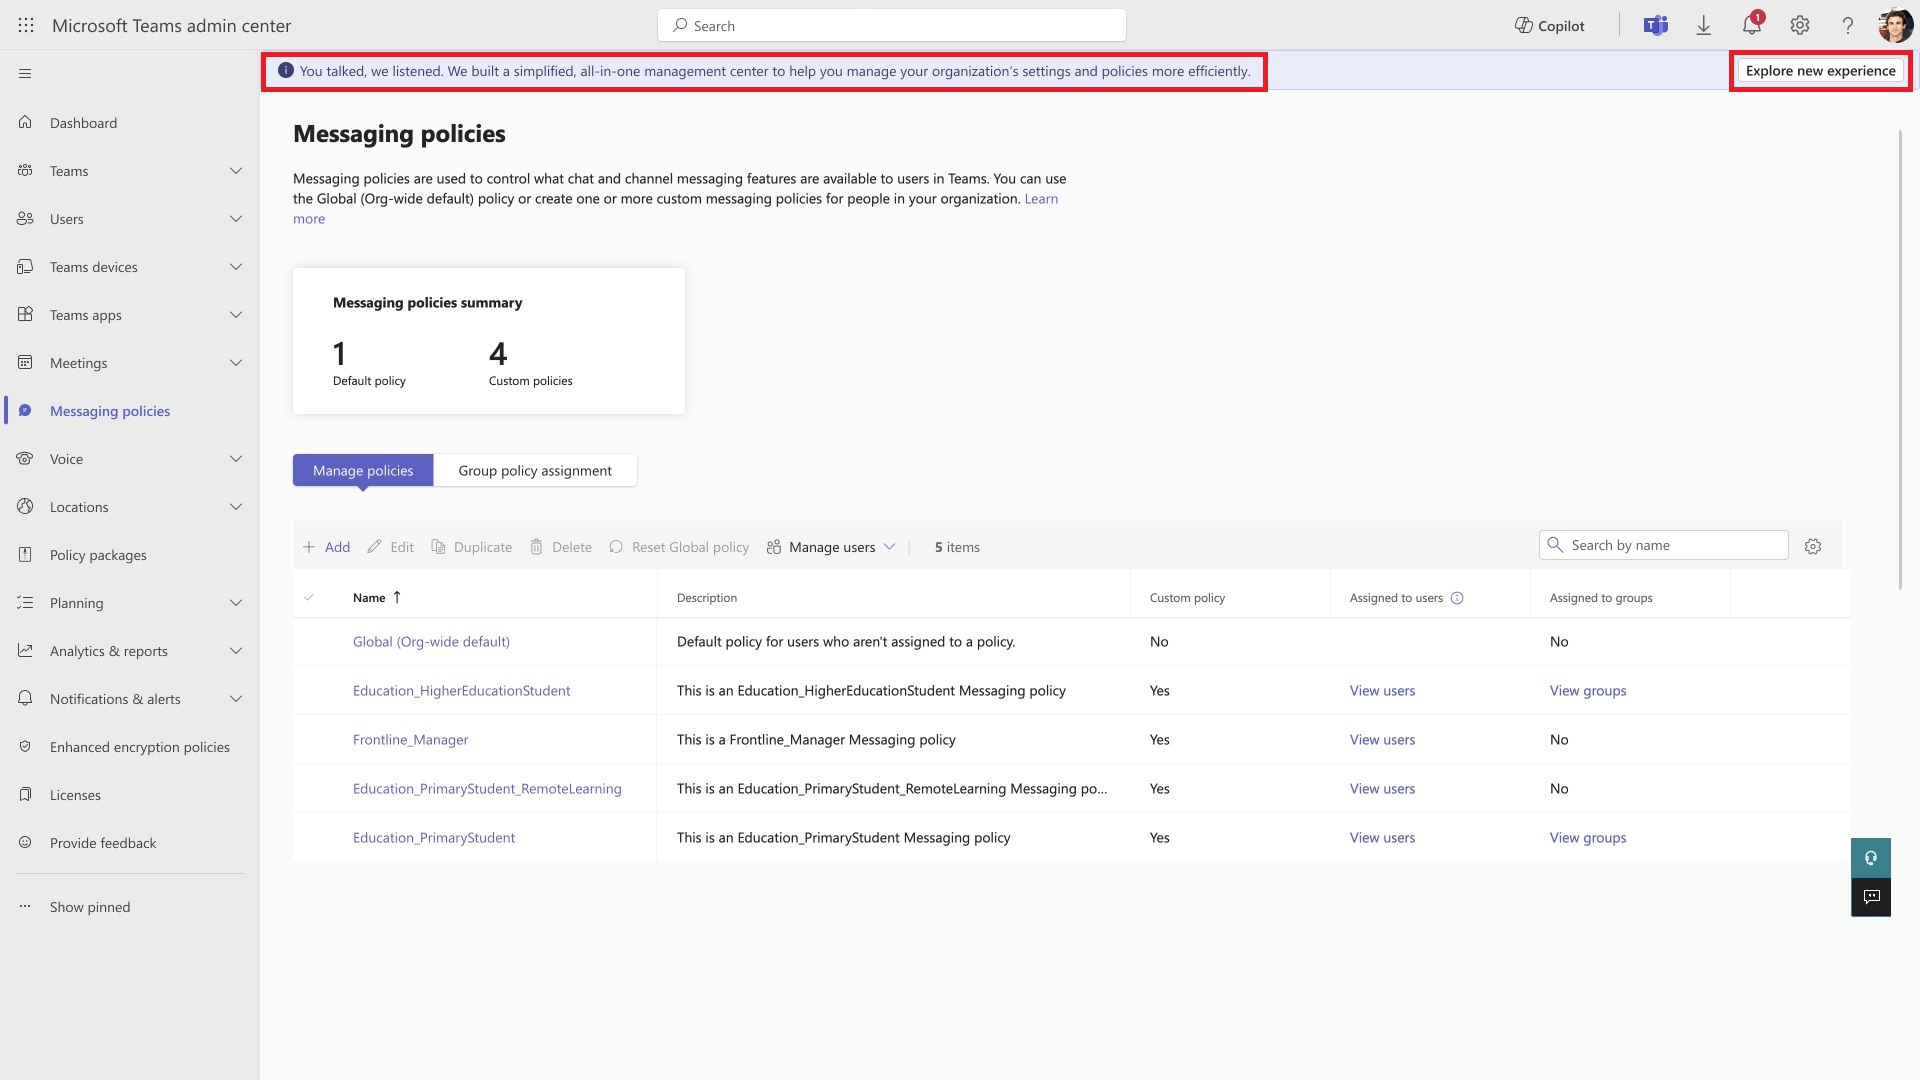 Microsoft Teams admin center
Search
Copilot
1
You talked, we listened. We built a simplified, all-in-one management center to help you manage your organization's settings and policies more efficiently.
Explore new experience
Dashboard
Teams
Users
Teams devices
Teams apps
Meetings
Messaging policies
Voice
Locations
Policy packages
Planning
Analytics & reports
Notifications & alerts
Enhanced encryption policies
Licenses
Provide feedback
Show pinned
Messaging policies
Messaging policies are used to control what chat and channel messaging features are available to users in Teams. You can use
the Global (Org-wide default) policy or create one or more custom messaging policies for people in your organization. Learn
more
Messaging policies summary
1 4
Default policy Custom policies
Manage policies Group policy assignment
Add Edit Duplicate Delete Reset Global policy Manage users | 5 items Search by name
Name ↑ Description Custom policy Assigned to users Assigned to groups
Global (Org-wide default) Default policy for users who aren't assigned to a policy. No No
Education_HigherEducationStudent This is an Education_HigherEducationStudent Messaging policy Yes View users View groups
Frontline_Manager This is a Frontline_Manager Messaging policy Yes View users No
Education_PrimaryStudent_RemoteLearning This is an Education_PrimaryStudent_RemoteLearning Messaging po... Yes View users No
Education_PrimaryStudent This is an Education_PrimaryStudent Messaging policy Yes View users View groups